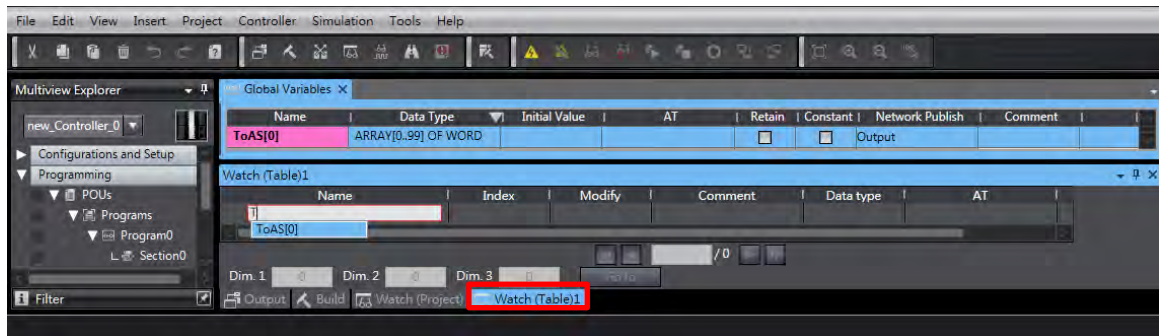 File Edit View Insert Project Controller Simulation Tools Help
Multiview Explorer
new_Controller_0
Configurations and Setup
Programming
POUs
Programs
Program0
Section0
Filter
Global Variables
Name Data Type Initial Value AT Retain Constant Network Publish Comment
ToAS[0] ARRAY[0..99] OF WORD Output
Watch (Table)1
Name Index Modify Comment Data type AT
T
ToAS[0]
/ 0
Dim. 1 0 Dim. 2 0 Dim. 3 0
Output Build Watch (Project) Watch (Table)1